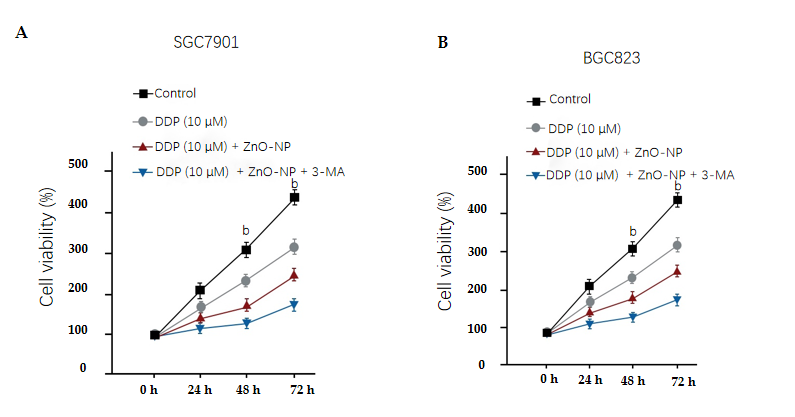 A
SGC7901
Control
DDP (10 μM)
DDP (10 μM) + ZnO-NP
DDP (10 μM) + ZnO-NP + 3-MA
Cell viability (%)
500
400
300
200
100
0
b
b
0 h 24 h 48 h 72 h
B
BGC823
Control
DDP (10 μM)
DDP (10 μM) + ZnO-NP
DDP (10 μM) + ZnO-NP + 3-MA
Cell viability (%)
500
400
300
200
100
0
b
b
0 h 24 h 48 h 72 h